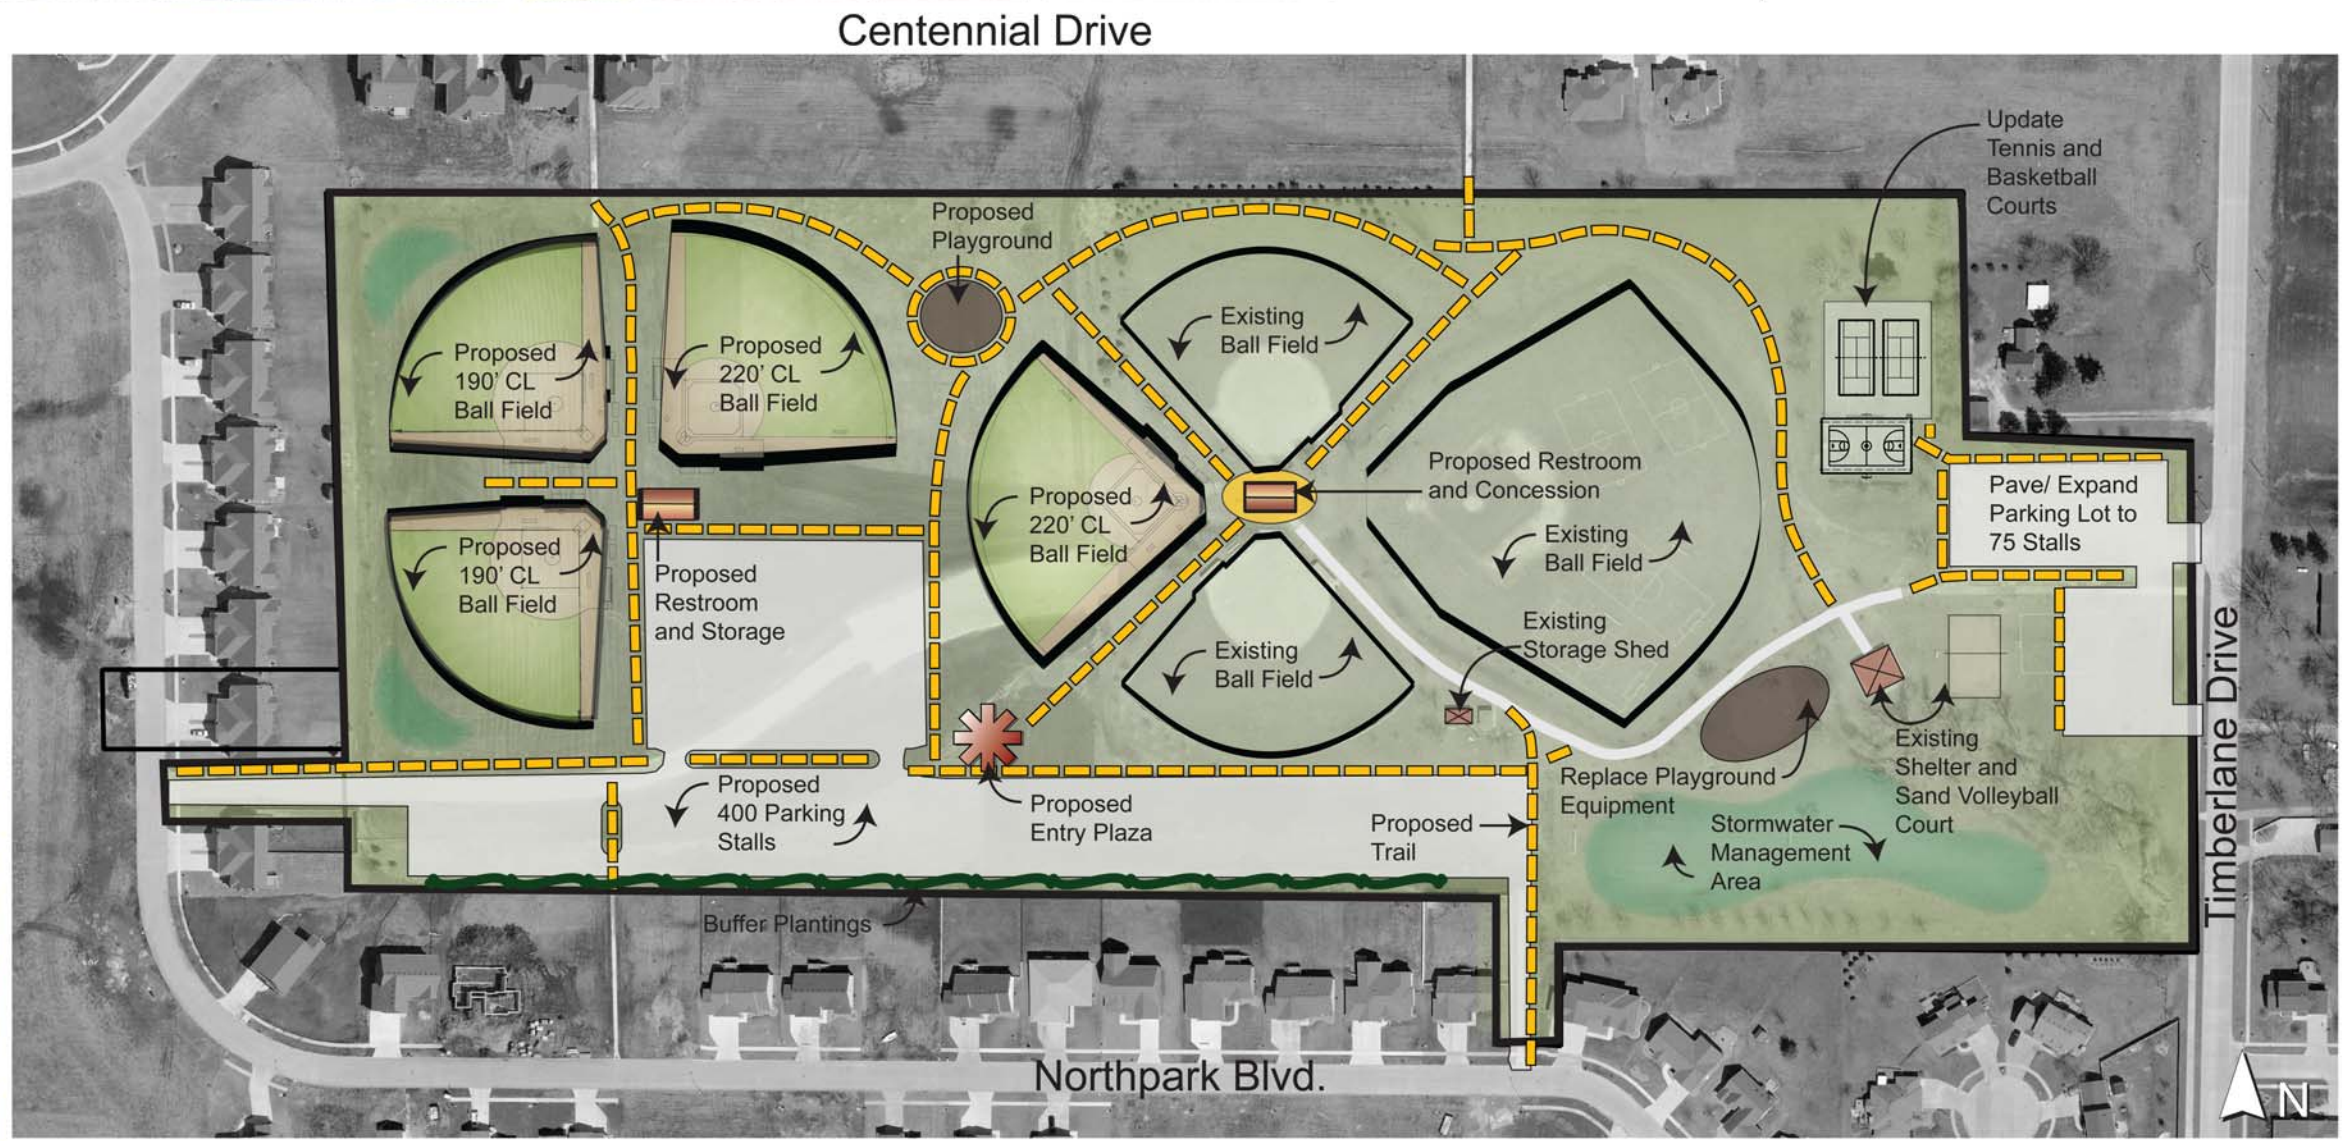 Centennial Drive
Update
Tennis and
Basketball
Courts
Proposed
Playground
Existing
Ball Field
Proposed
190' CL
Ball Field
Proposed
220' CL
Ball Field
Proposed Restroom
and Concession
Pave/ Expand
Parking Lot to
75 Stalls
Proposed
220' CL
Ball Field
Existing
Ball Field
Proposed
190' CL
Ball Field
Proposed
Restroom
and Storage
Existing
Storage Shed
Existing
Ball Field
Timberlane Drive
Existing
Shelter and
Sand Volleyball
Court
Replace Playground
Equipment
Proposed
400 Parking
Stalls
Proposed
Entry Plaza
Proposed
Trail
Stormwater
Management
Area
Buffer Plantings
Northpark Blvd.
N